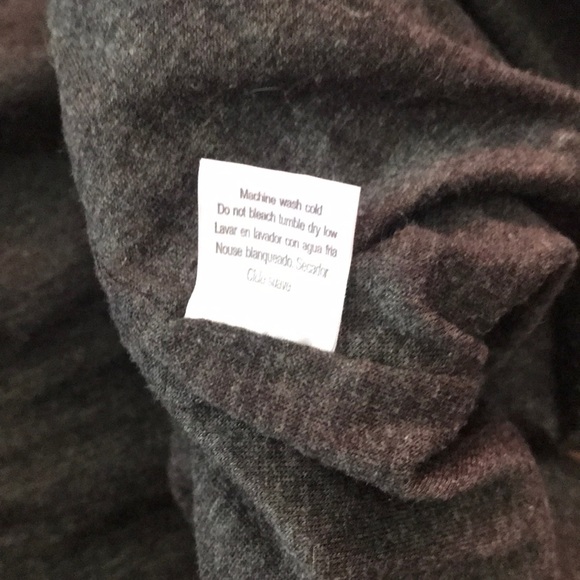 Machine wash cold
Do not bleach tumble dry low
Lavar en lavador con agua fria
Nouse blanqueado. Secador
Ciclo suave